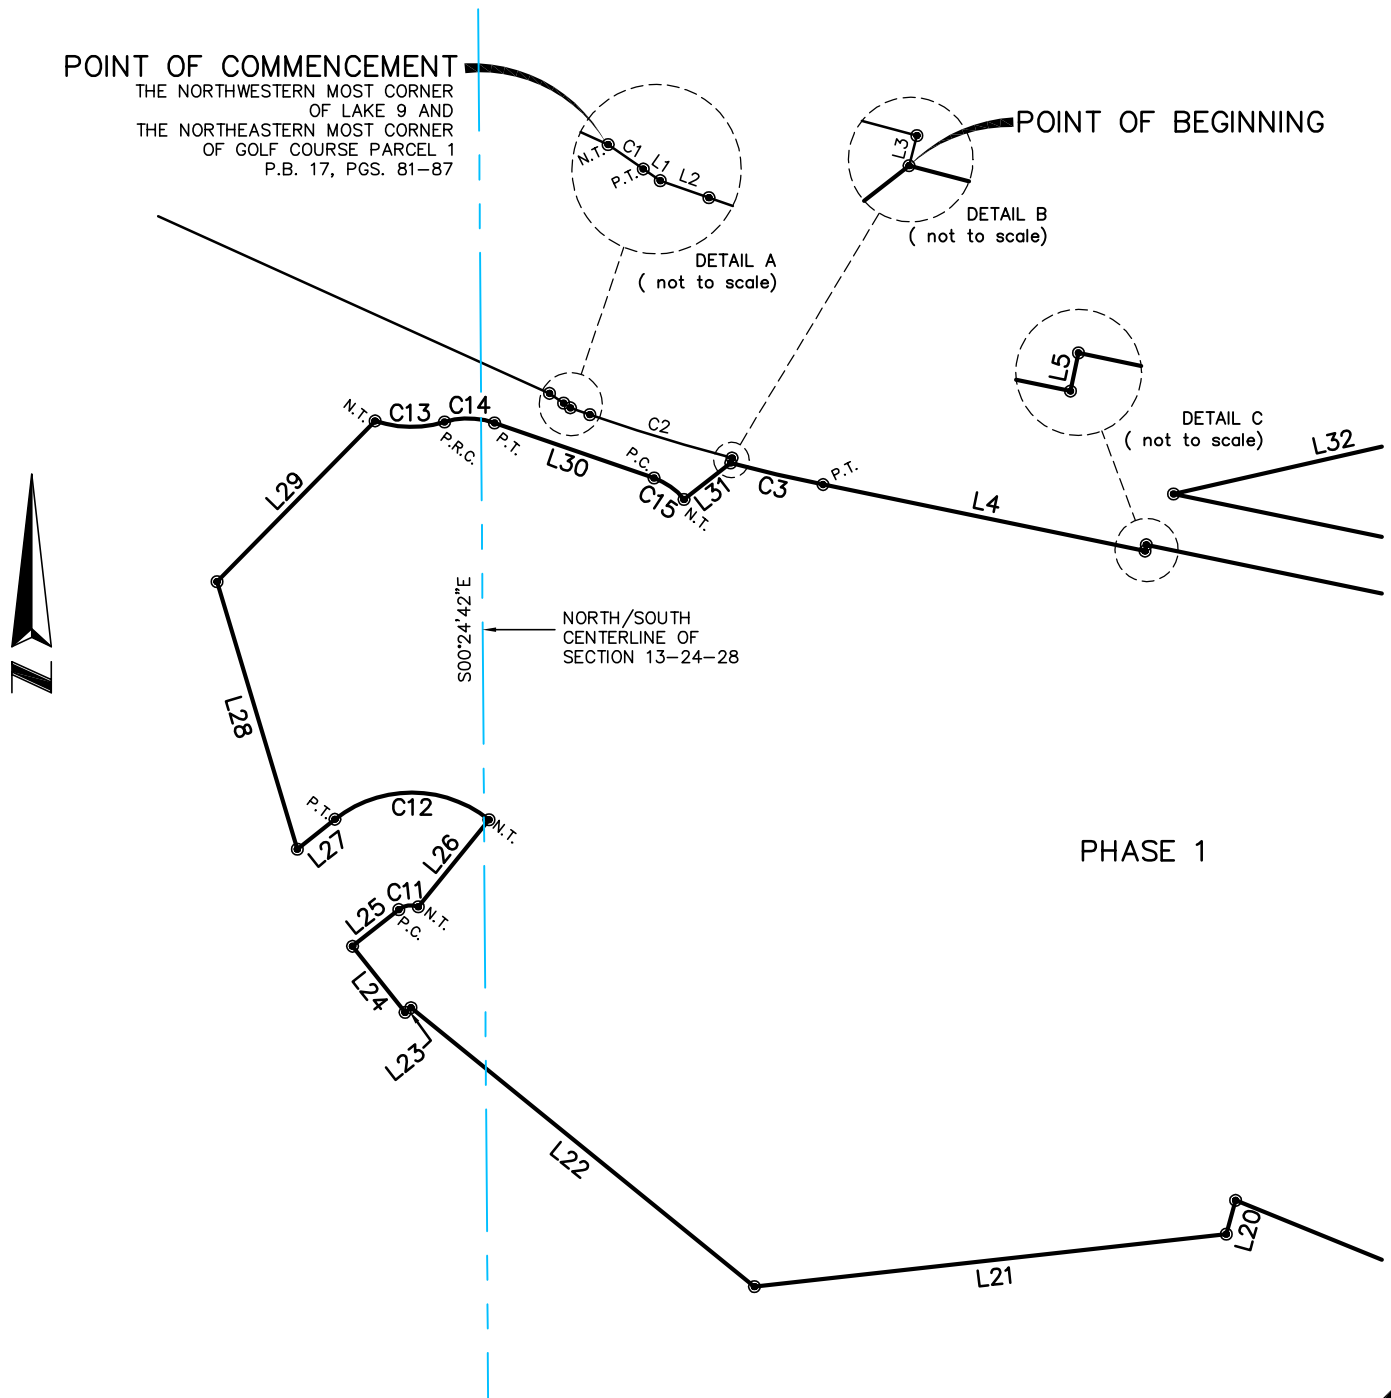 POINT OF COMMENCEMENT
THE NORTHWESTERN MOST CORNER
OF LAKE 9 AND
THE NORTHEASTERN MOST CORNER
OF GOLF COURSE PARCEL 1
P.B. 17, PGS. 81-87
N.T.
C1
L1
P.T.
L2
DETAIL A
( not to scale)
L3
POINT OF BEGINNING
DETAIL B
( not to scale)
L5
DETAIL C
( not to scale)
L32
N.T.
C13
C14
P.R.C.
P.T.
L30
C2
P.C.
C15
L31
N.T.
C3
P.T.
L4
L29
N
S00°24'42"E
NORTH/SOUTH
CENTERLINE OF
SECTION 13-24-28
L28
P.T.
C12
N.T.
L27
L26
PHASE 1
C11
N.T.
L25
P.C.
L24
L23
L22
L20
L21